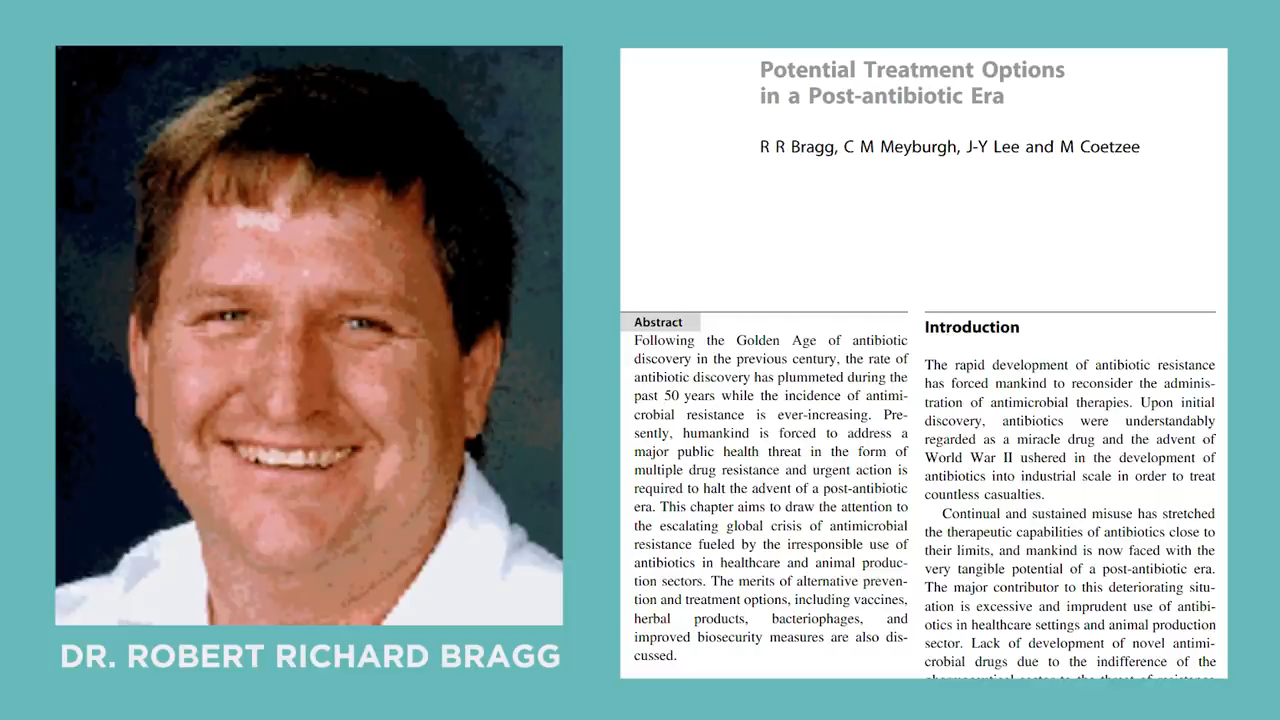 Potential Treatment Options
in a Post-antibiotic Era
R R Bragg, C M Meyburgh, J-Y Lee and M Coetzee
Abstract
Following the Golden Age of antibiotic
discovery in the previous century, the rate of
antibiotic discovery has plummeted during the
past 50 years while the incidence of antimi-
crobial resistance is ever-increasing. Pre-
sently, humankind is forced to address a
major public health threat in the form of
multiple drug resistance and urgent action is
required to halt the advent of a post-antibiotic
era. This chapter aims to draw the attention to
the escalating global crisis of antimicrobial
resistance fueled by the irresponsible use of
antibiotics in healthcare and animal produc-
tion sectors. The merits of alternative preven-
tion and treatment options, including vaccines,
herbal products, bacteriophages, and
improved biosecurity measures are also dis-
cussed.
Introduction
The rapid development of antibiotic resistance
has forced mankind to reconsider the adminis-
tration of antimicrobial therapies. Upon initial
discovery, antibiotics were understandably
regarded as a miracle drug and the advent of
World War II ushered in the development of
antibiotics into industrial scale in order to treat
countless casualties.
Continual and sustained misuse has stretched
the therapeutic capabilities of antibiotics close to
their limits, and mankind is now faced with the
very tangible potential of a post-antibiotic era.
The major contributor to this deteriorating situ-
ation is excessive and imprudent use of antibi-
otics in healthcare settings and animal production
sector. Lack of development of novel antimi-
crobial drugs due to the indifference of the
DR. ROBERT RICHARD BRAGG